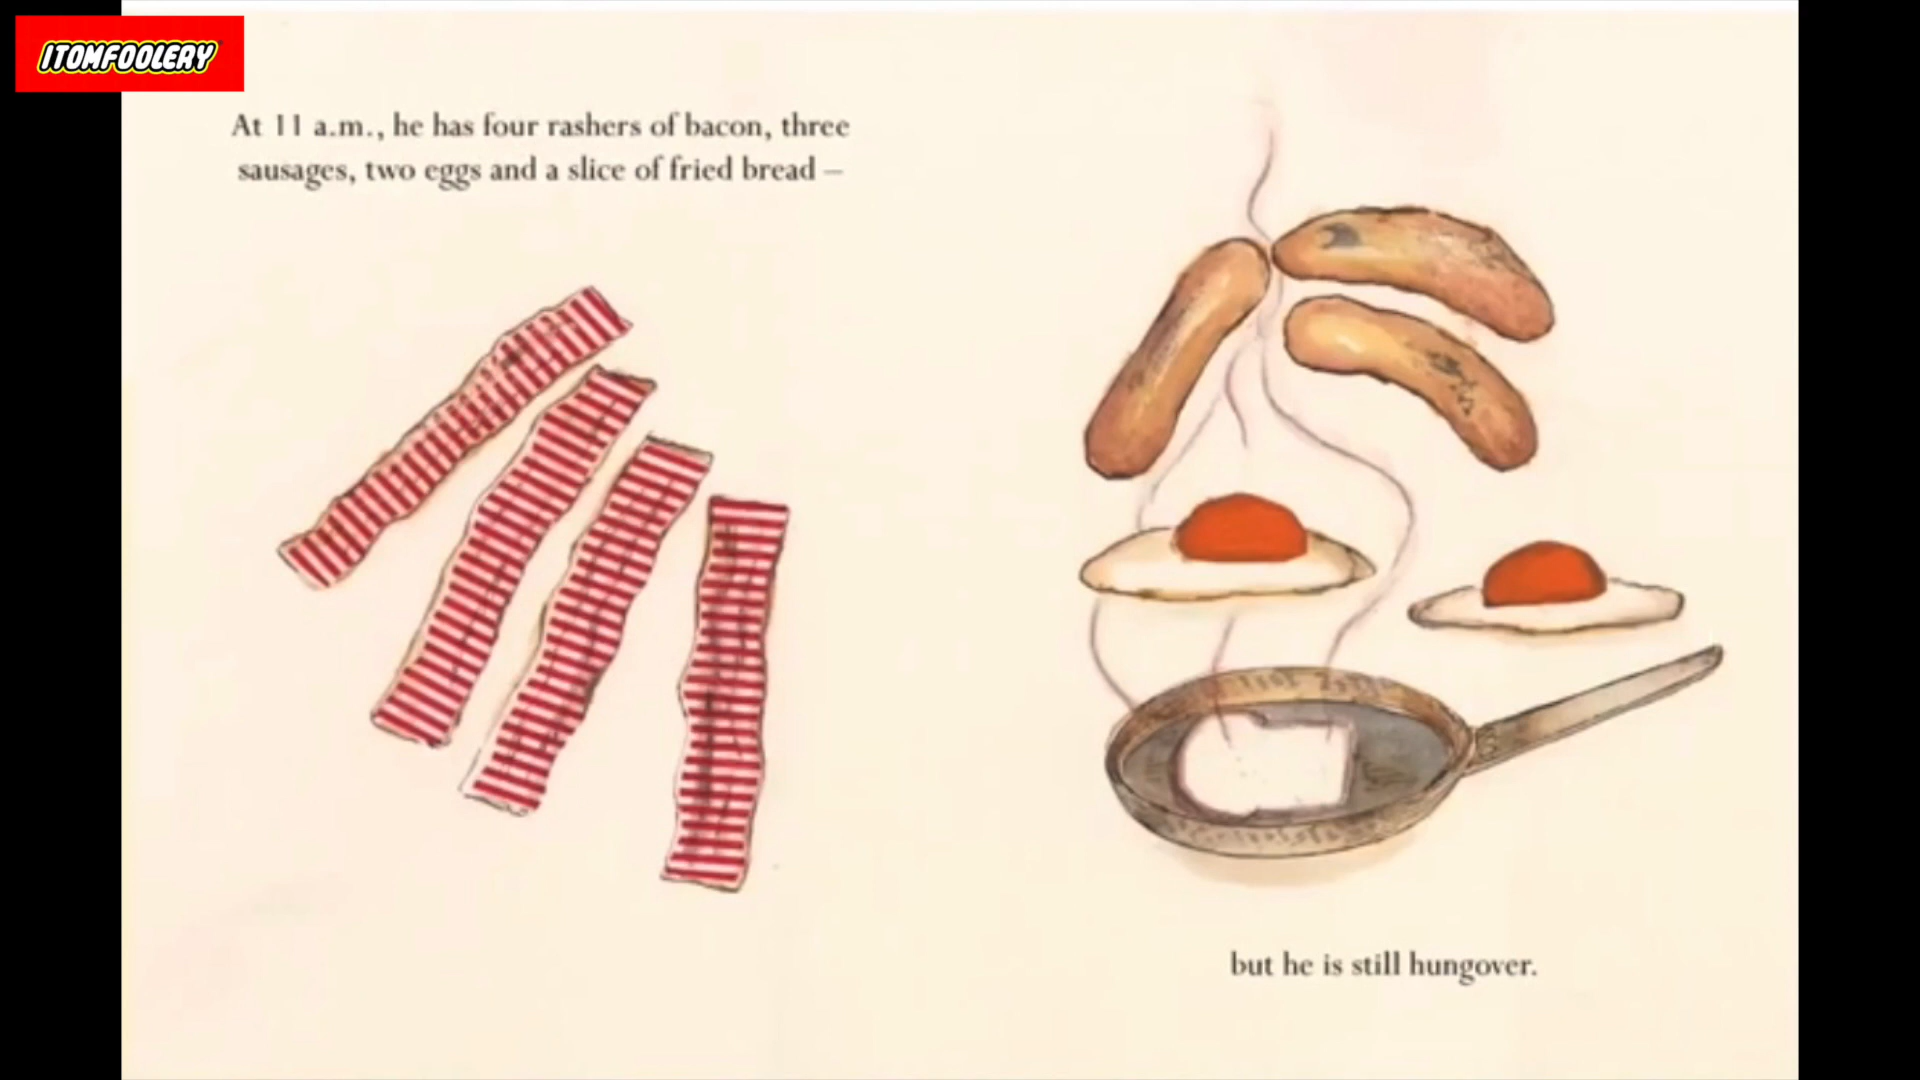 ITOMFOOLERY
At 11 a.m., he has four rashers of bacon, three
sausages, two eggs and a slice of fried bread –
but he is still hungover.